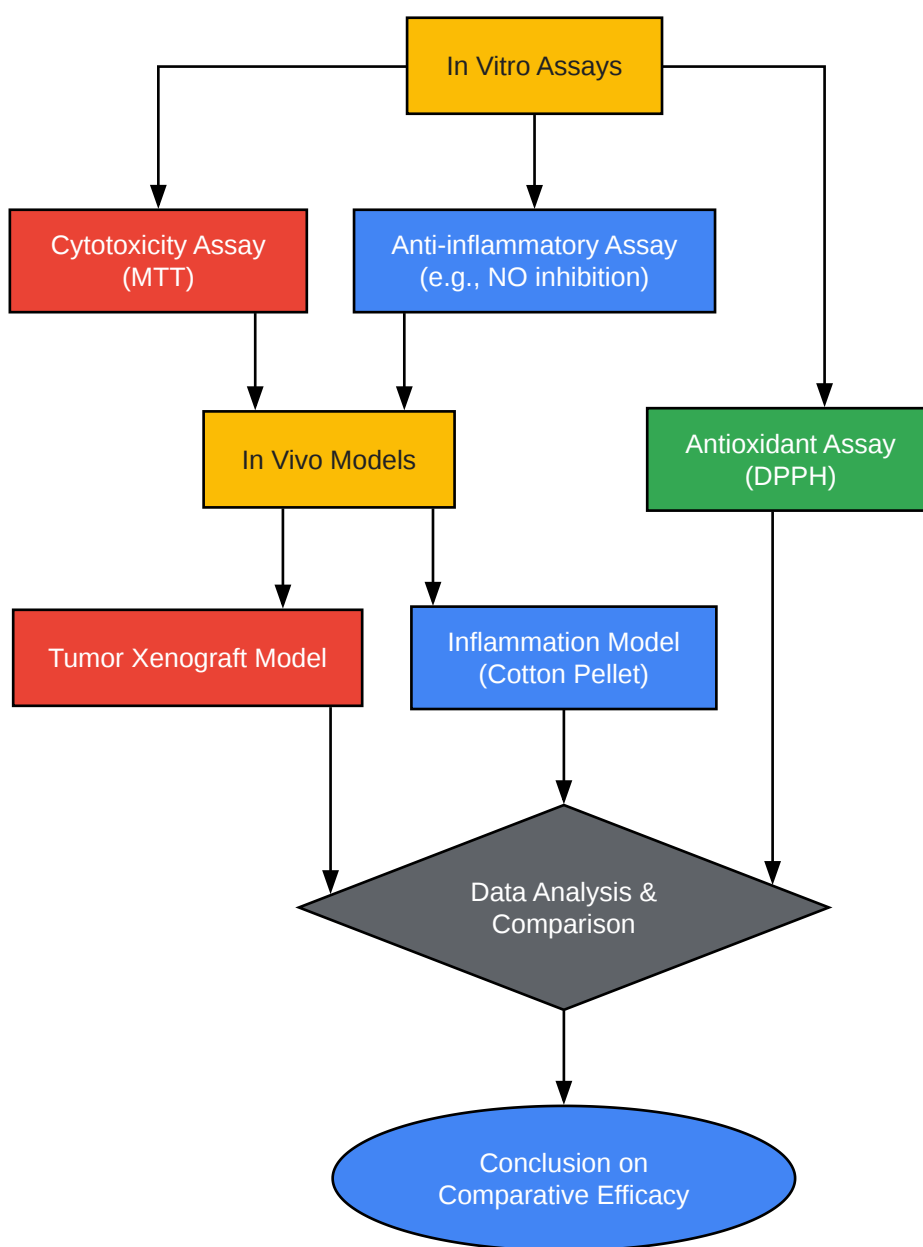 In Vitro Assays
Cytotoxicity Assay
(MTT)
Anti-inflammatory Assay
(e.g., NO inhibition)
In Vivo Models
Antioxidant Assay
(DPPH)
Tumor Xenograft Model
Inflammation Model
(Cotton Pellet)
Data Analysis &
Comparison
Conclusion on
Comparative Efficacy